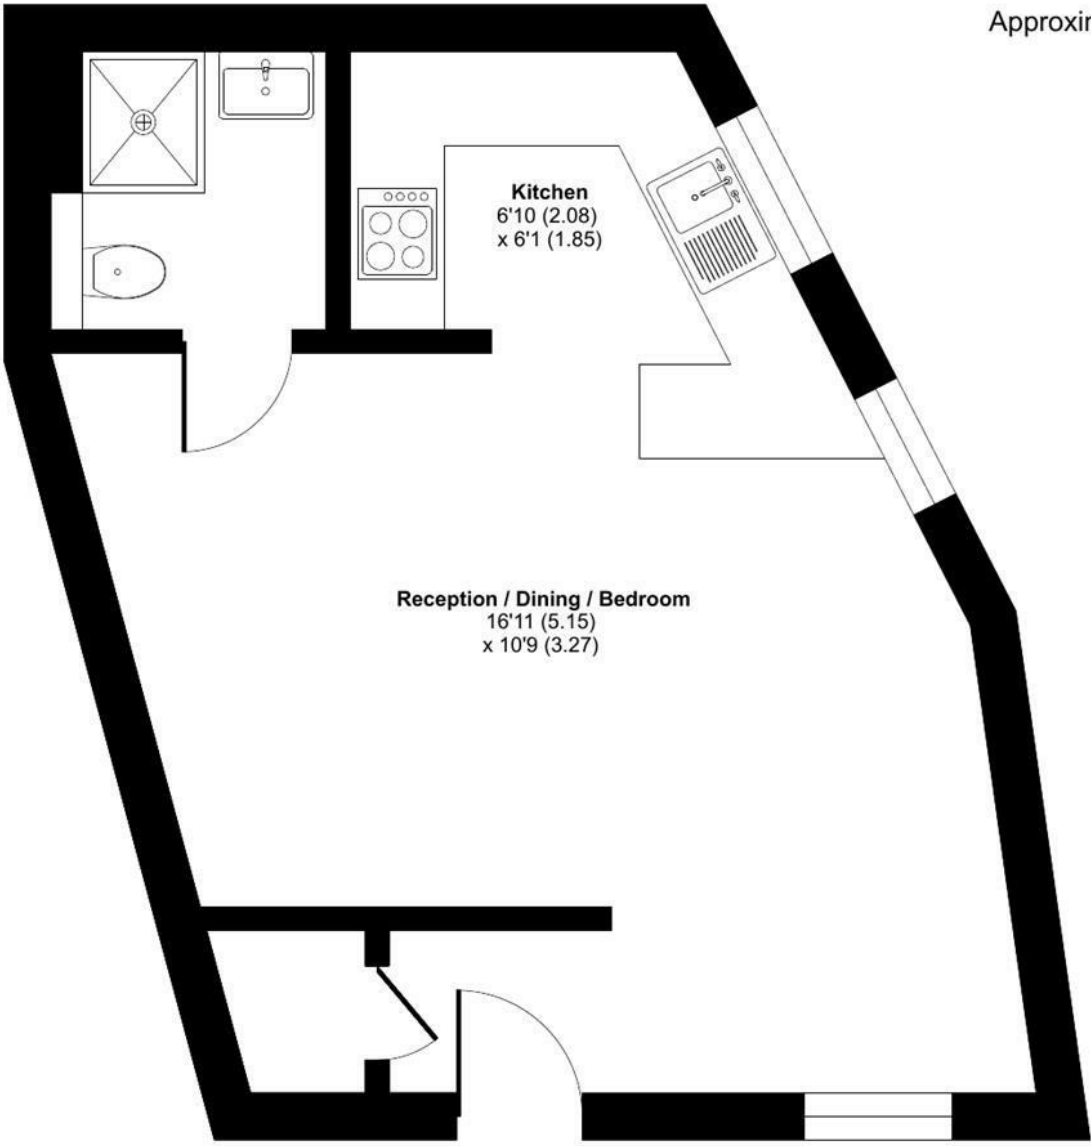 Approxi
Kitchen
6'10 (2.08)
x 6'1 (1.85)
Reception / Dining / Bedroom
16'11 (5.15)
x 10'9 (3.27)